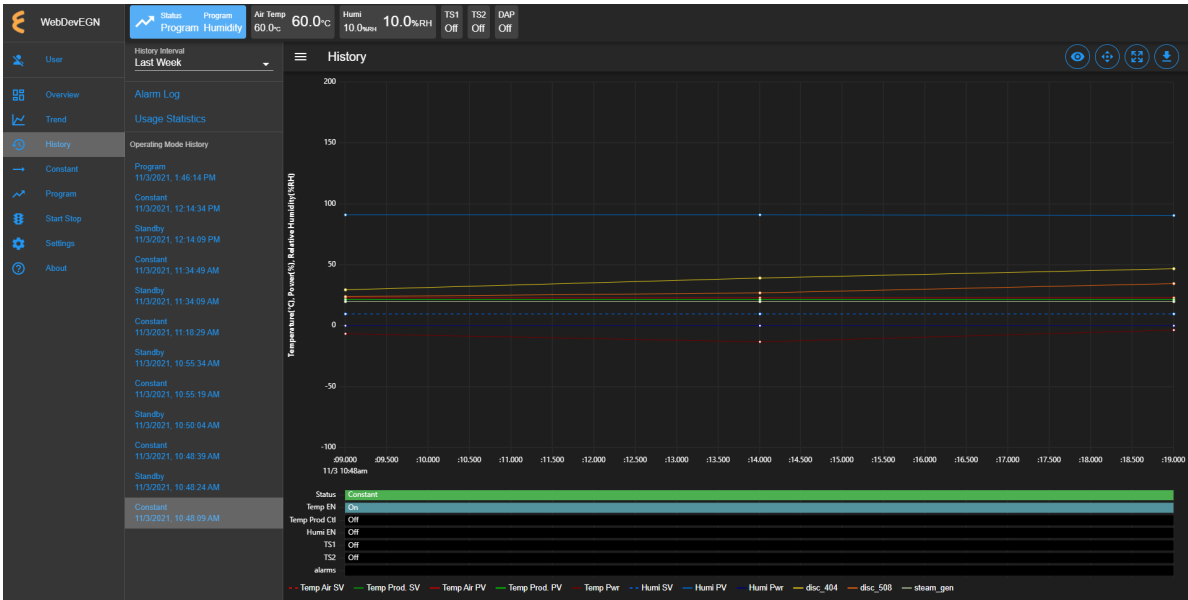 WebDevEGN
Status Program
Program Humidity
Air Temp
60.0°C 60.0°C
Humi
10.0%RH 10.0%RH
TS1 TS2 DAP
Off Off Off
User
Overview
Trend
History
Constant
Program
Start Stop
Settings
About
History Interval
Last Week
Alarm Log
Usage Statistics
Operating Mode History
Program
11/3/2021, 1:46:14 PM
Constant
11/3/2021, 12:14:34 PM
Standby
11/3/2021, 12:14:09 PM
Constant
11/3/2021, 11:34:49 AM
Standby
11/3/2021, 11:34:09 AM
Constant
11/3/2021, 11:18:29 AM
Standby
11/3/2021, 10:55:34 AM
Constant
11/3/2021, 10:55:19 AM
Standby
11/3/2021, 10:50:04 AM
Constant
11/3/2021, 10:48:39 AM
Standby
11/3/2021, 10:48:24 AM
Constant
11/3/2021, 10:48:09 AM
History
Temperature(°C), Power(%), Relative Humidity(%RH)
200
150
100
50
0
-50
-100
:09.000 :09.500 :10.000 :10.500 :11.000 :11.500 :12.000 :12.500 :13.000 :13.500 :14.000 :14.500 :15.000 :15.500 :16.000 :16.500 :17.000 :17.500 :18.000 :18.500 :19.000
11/3 10:48am
Status Constant
Temp EN On
Temp Prod Ctl Off
Humi EN Off
TS1 Off
TS2 Off
alarms
Temp Air SV Temp Prod. SV Temp Air PV Temp Prod. PV Temp Pwr Humi SV Humi PV Humi Pwr disc_404 disc_508 steam_gen